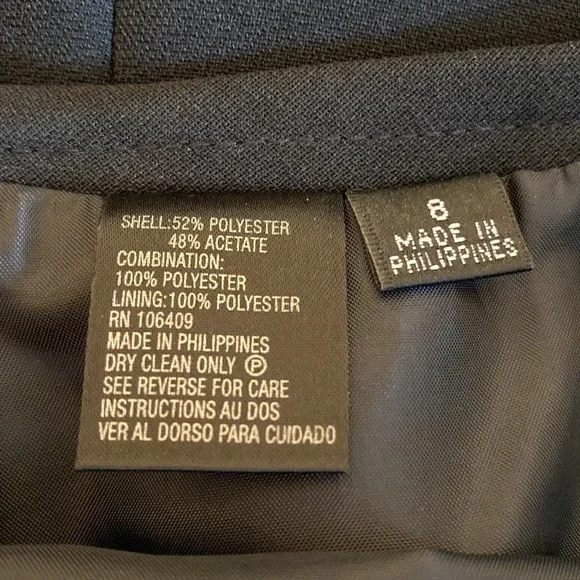 SHELL:52% POLYESTER
48% ACETATE
COMBINATION:
100% POLYESTER
LINING:100% POLYESTER
RN 106409
MADE IN PHILIPPINES
DRY CLEAN ONLY Ⓟ
SEE REVERSE FOR CARE
INSTRUCTIONS AU DOS
VER AL DORSO PARA CUIDADO
8
MADE IN
PHILIPPINES